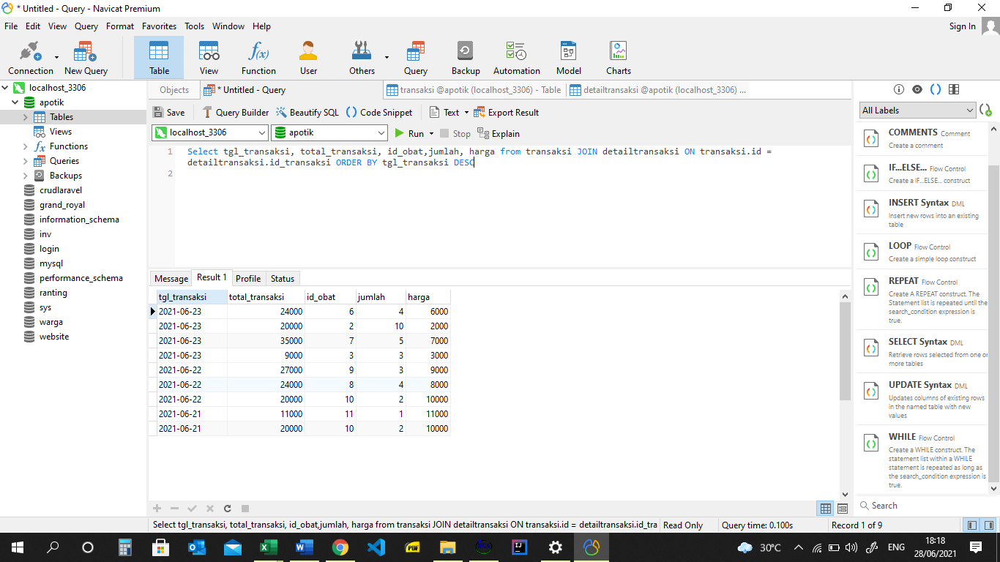 * Untitled - Query - Navicat Premium
File Edit View Query Format Favorites Tools Window Help
Sign In
Connection New Query Table View Function User Others Query Backup Automation Model Charts
localhost_3306
apotik
Tables
Views
Functions
Queries
Backups
crudlaravel
grand_royal
information_schema
inv
login
mysql
performance_schema
ranting
sys
warga
website
Objects * Untitled - Query transaksi @apotik (localhost_3306) - Table detailtransaksi @apotik (localhost_3306) ...
Save Query Builder Beautify SQL () Code Snippet Text Export Result
localhost_3306 apotik Run Stop Explain
1 Select tgl_transaksi, total_transaksi, id_obat,jumlah, harga from transaksi JOIN detailtransaksi ON transaksi.id =
detailtransaksi.id_transaksi ORDER BY tgl_transaksi DESC
2
Message Result 1 Profile Status
tgl_transaksi total_transaksi id_obat jumlah harga
2021-06-23 24000 6 4 6000
2021-06-23 20000 2 10 2000
2021-06-23 35000 7 5 7000
2021-06-23 9000 3 3 3000
2021-06-22 27000 9 3 9000
2021-06-22 24000 8 4 8000
2021-06-22 20000 10 2 10000
2021-06-21 11000 11 1 11000
2021-06-21 20000 10 2 10000
All Labels
COMMENTS Comment
Create a comment
IF...ELSE... Flow Control
Create a IF...ELSE... construct
INSERT Syntax DML
Insert new rows into an existing
table
LOOP Flow Control
Create a simple loop construct
REPEAT Flow Control
Create A REPEAT construct. The
Statement list is repeated until the
search_condition expression is
true.
SELECT Syntax DML
Retrieve rows selected from one or
more tables
UPDATE Syntax DML
Updates columns of existing rows
in the named table with new
values
WHILE Flow Control
Create a WHILE construct. The
statement list within a WHILE
statement is repeated as long as
the search_condition expression is
true.
Search
Select tgl_transaksi, total_transaksi, id_obat,jumlah, harga from transaksi JOIN detailtransaksi ON transaksi.id = detailtransaksi.id_tra Read Only Query time: 0.100s Record 1 of 9
30°C ENG 18:18
28/06/2021